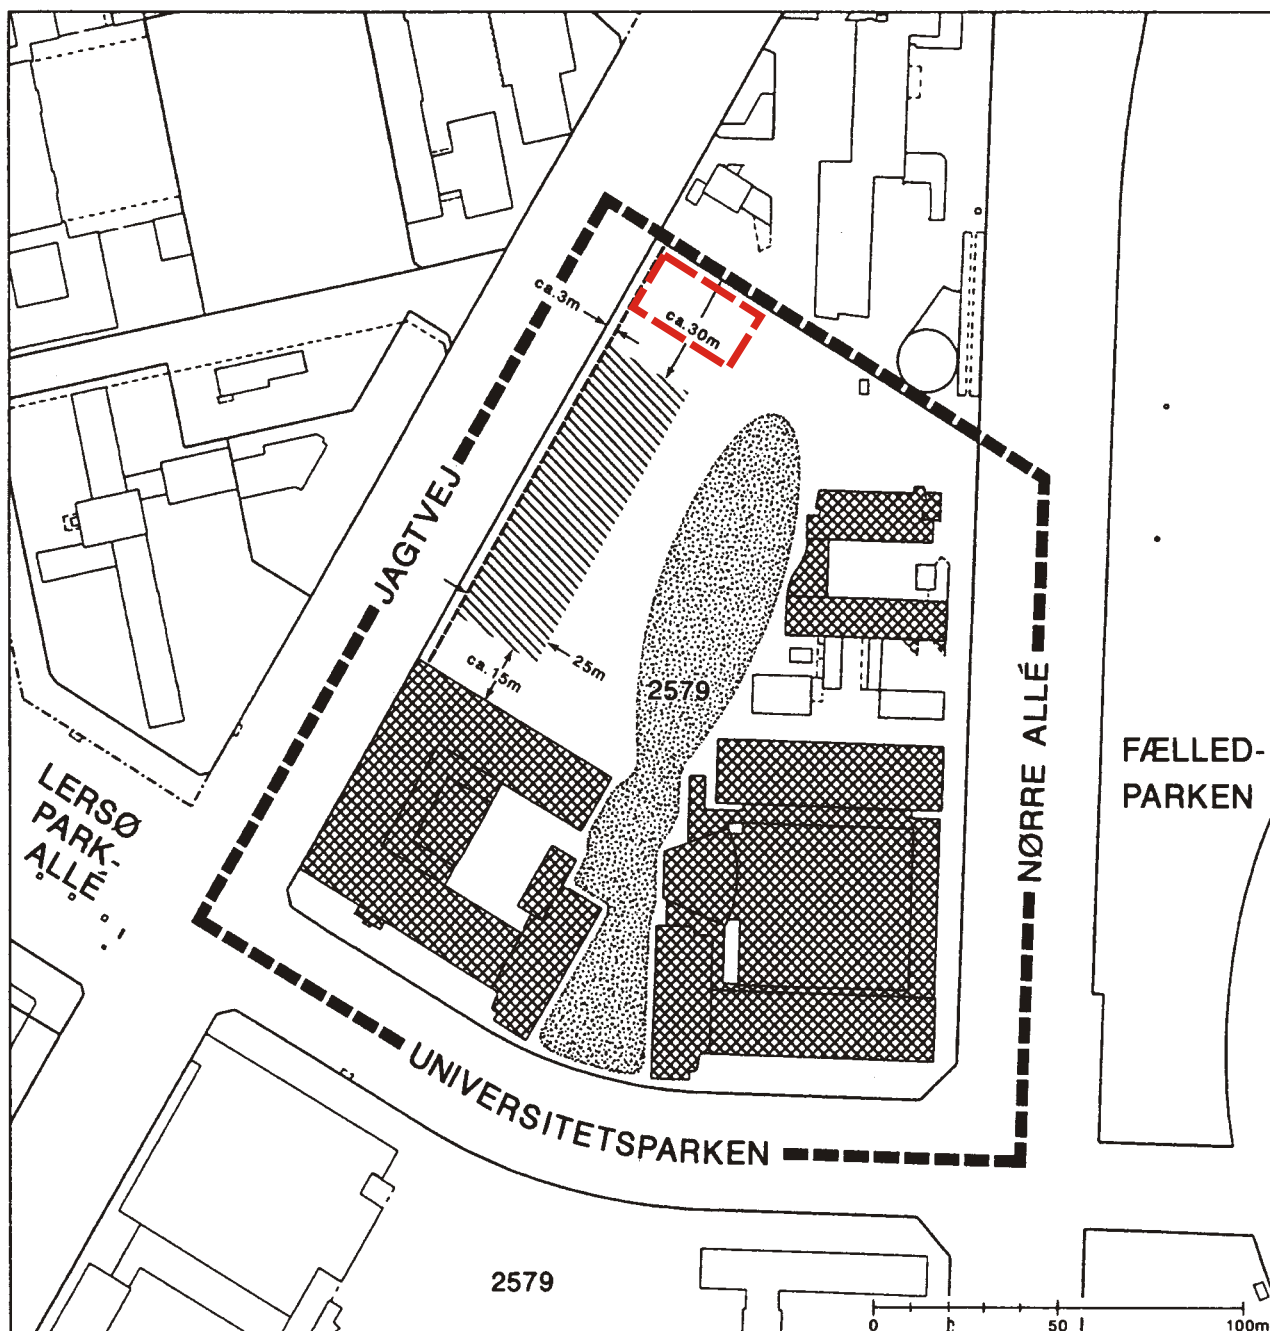 ca.3m
ca.30m
JAGTVEJ
25m
ca.15m
2579
NØRRE ALLÉ
FÆLLED-
PARKEN
LERSØ
PARK-
ALLÉ
UNIVERSITETSPARKEN
2579
0 50 100m